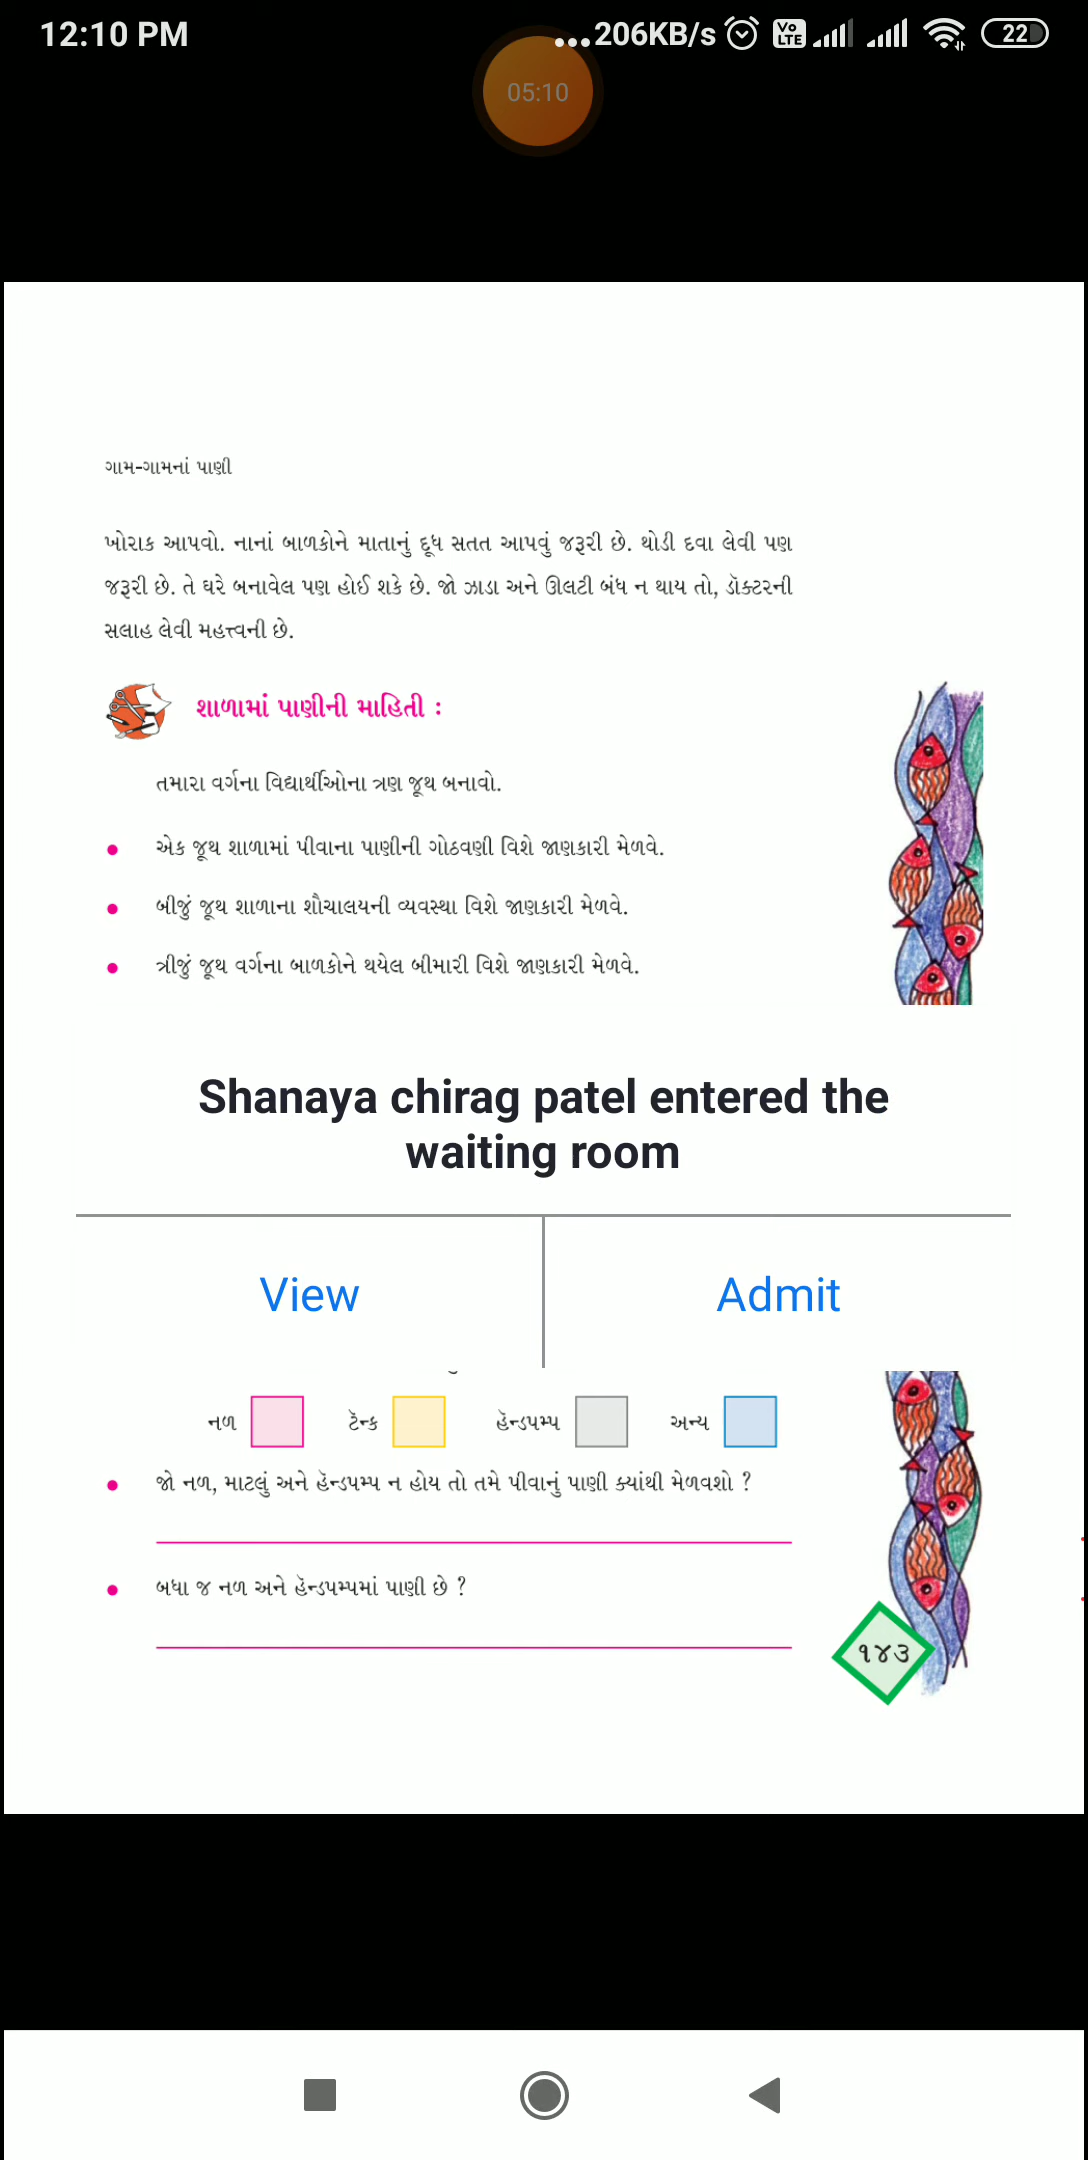 12:10 PM
...206KB/s
Vo LTE
22
05:10
ગામ-ગામનાં પાણી
ખોરાક આપવો. નાનાં બાળકોને માતાનું દૂધ સતત આપવું જરૂરી છે. થોડી દવા લેવી પણ
જરૂરી છે. તે ઘરે બનાવેલ પણ હોઈ શકે છે. જો ઝાડા અને ઊલટી બંધ ન થાય તો, ડૉક્ટરની
સલાહ લેવી મહત્ત્વની છે.
શાળામાં પાણીની માહિતી :
તમારા વર્ગના વિદ્યાર્થીઓના ત્રણ જૂથ બનાવો.
• એક જૂથ શાળામાં પીવાના પાણીની ગોઠવણી વિશે જાણકારી મેળવે.
• બીજું જૂથ શાળાના શૌચાલયની વ્યવસ્થા વિશે જાણકારી મેળવે.
• ત્રીજું જૂથ વર્ગના બાળકોને થયેલ બીમારી વિશે જાણકારી મેળવે.
Shanaya chirag patel entered the
waiting room
View Admit
નળ ટૅન્ક હૅન્ડપમ્પ અન્ય
• જો નળ, માટલું અને હૅન્ડપમ્પ ન હોય તો તમે પીવાનું પાણી ક્યાંથી મેળવશો ?
• બધા જ નળ અને હૅન્ડપમ્પમાં પાણી છે ?
૧૪૩